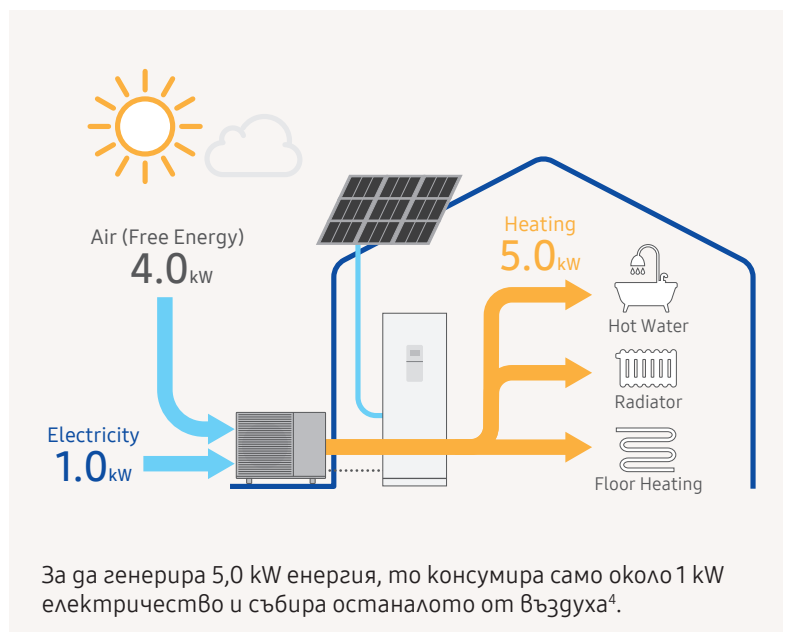 Air (Free Energy)
4.0kW
Electricity
1.0kW
Heating
5.0kW
Hot Water
Radiator
Floor Heating
За да генерира 5,0 kW енергия, то консумира само около 1 kW
електричество и събира останалото от въздуха⁴.